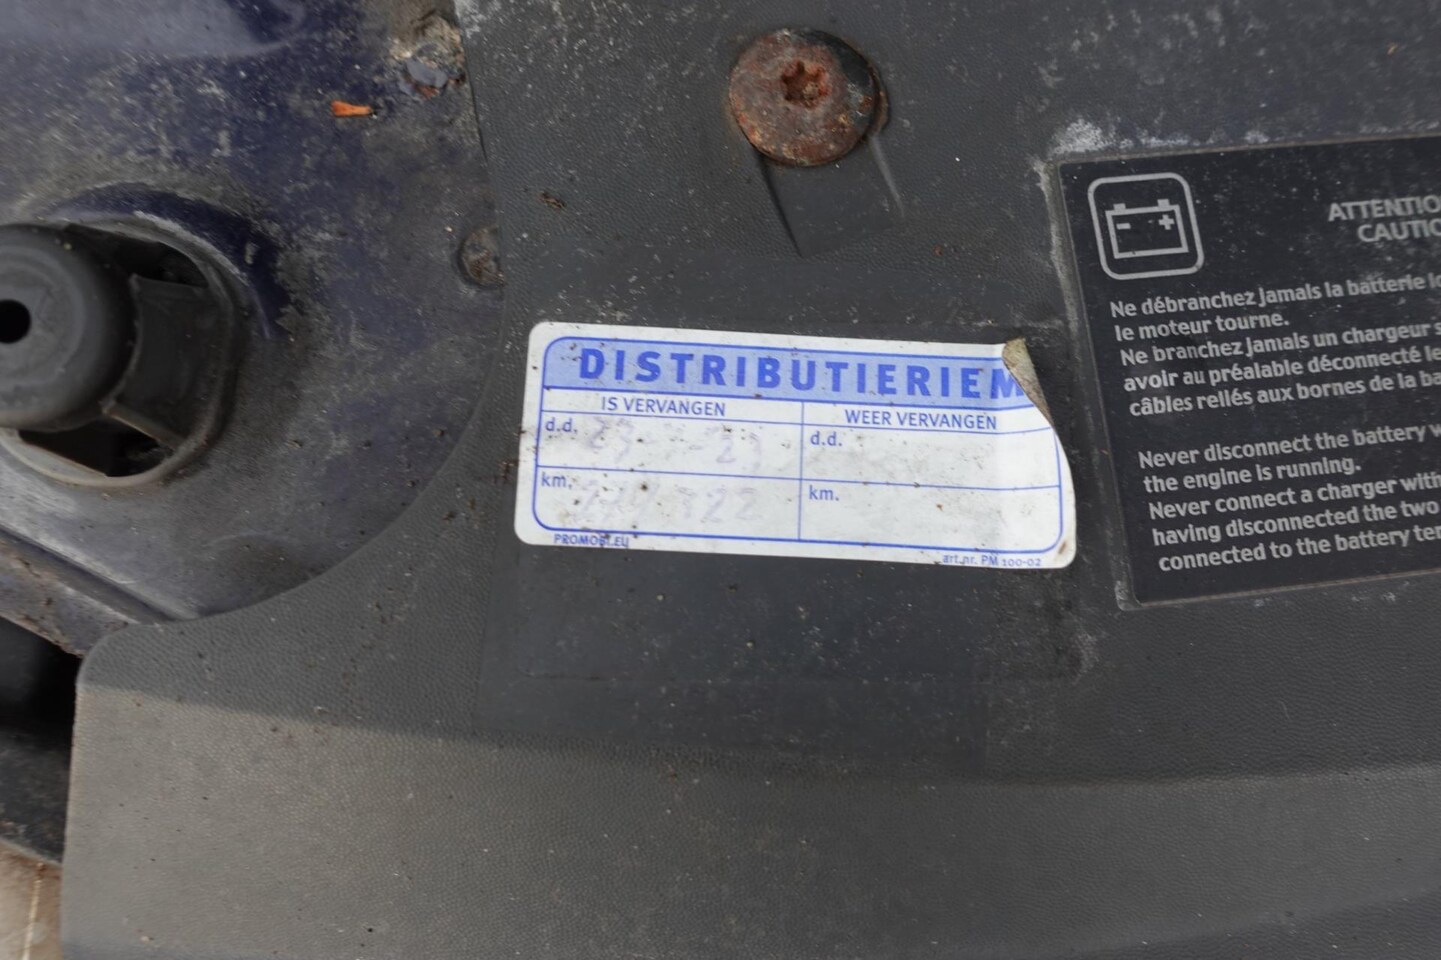 DISTRIBUTIERIEM
IS VERVANGEN
WEER VERVANGEN
d.d.
d.d.
km.
322
km.
PROMOBI.EU
art.nr. PM 100-02
ATTENTIO
CAUTIO
Ne débranchez jamais la batterie lo
le moteur tourne.
Ne branchez jamais un chargeur s
avoir au préalable déconnecté le
câbles reliés aux bornes de la ba
Never disconnect the battery w
the engine is running.
Never connect a charger with
having disconnected the two
connected to the battery ter